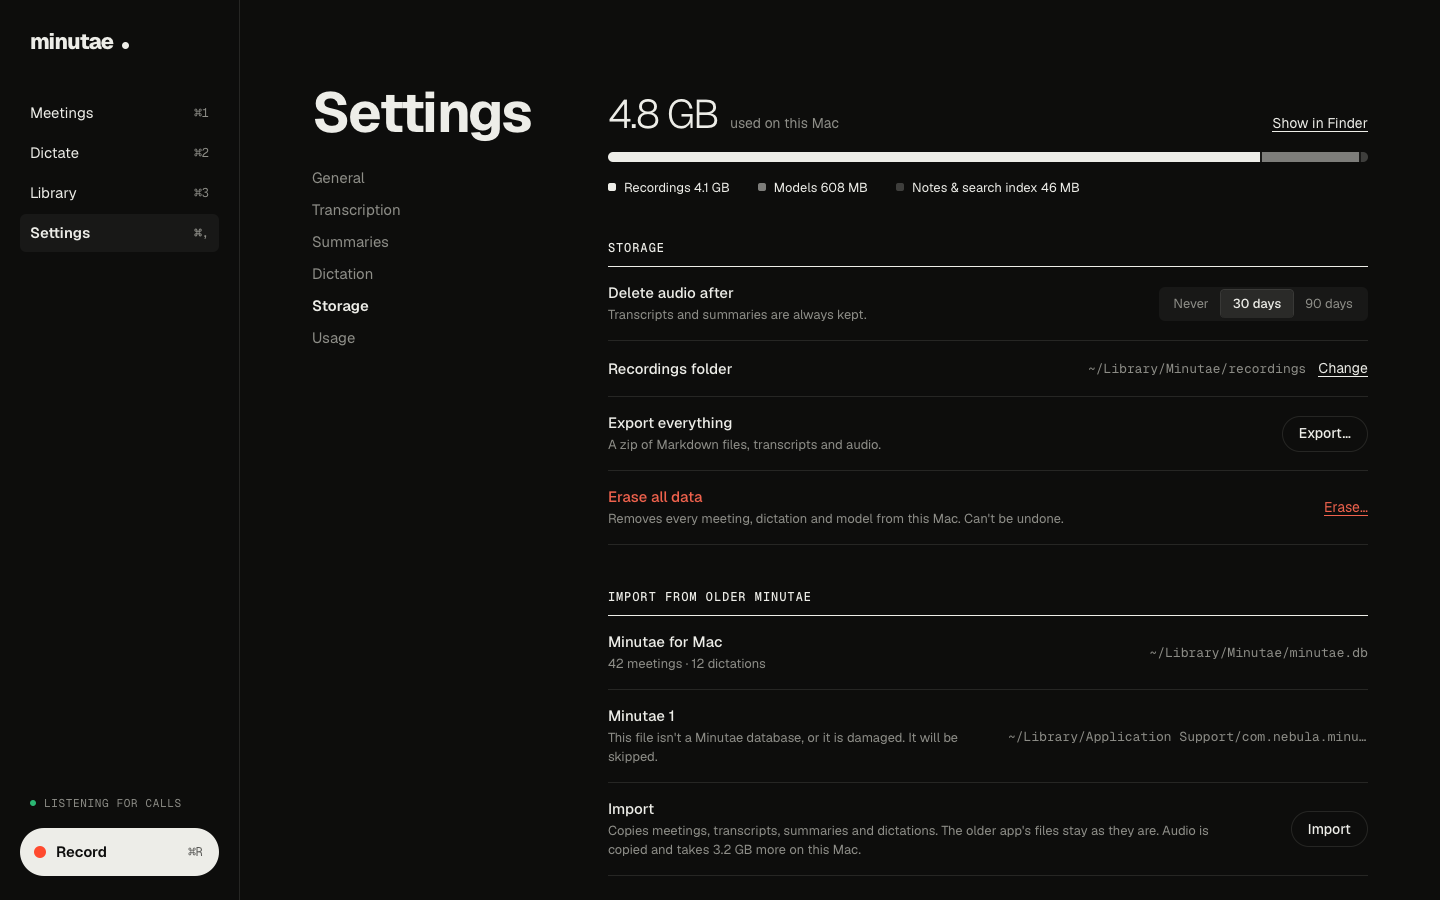 minutae
Meetings ⌘1
Dictate ⌘2
Library ⌘3
Settings ⌘,
LISTENING FOR CALLS
Record ⌘R
Settings
General
Transcription
Summaries
Dictation
Storage
Usage
4.8 GB used on this Mac Show in Finder
Recordings 4.1 GB Models 608 MB Notes & search index 46 MB
STORAGE
Delete audio after
Transcripts and summaries are always kept.
Never 30 days 90 days
Recordings folder ~/Library/Minutae/recordings Change
Export everything
A zip of Markdown files, transcripts and audio.
Export…
Erase all data
Removes every meeting, dictation and model from this Mac. Can't be undone.
Erase…
IMPORT FROM OLDER MINUTAE
Minutae for Mac
42 meetings · 12 dictations
~/Library/Minutae/minutae.db
Minutae 1
This file isn't a Minutae database, or it is damaged. It will be
skipped.
~/Library/Application Support/com.nebula.minu…
Import
Copies meetings, transcripts, summaries and dictations. The older app's files stay as they are. Audio is
copied and takes 3.2 GB more on this Mac.
Import